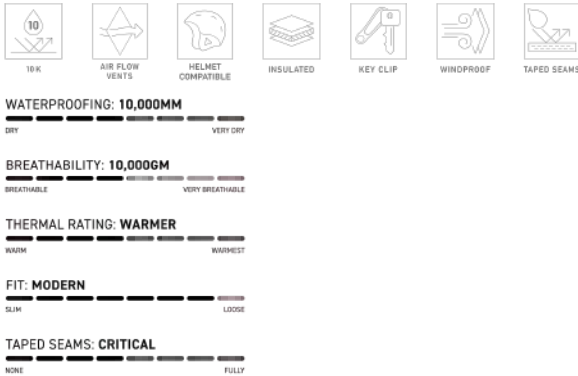 10
10K
AIR FLOW
VENTS
HELMET
COMPATIBLE
INSULATED
KEY CLIP
WINDPROOF
TAPED SEAMS
WATERPROOFING: 10,000MM
DRY VERY DRY
BREATHABILITY: 10,000GM
BREATHABLE VERY BREATHABLE
THERMAL RATING: WARMER
WARM WARMEST
FIT: MODERN
SLIM LOOSE
TAPED SEAMS: CRITICAL
NONE FULLY